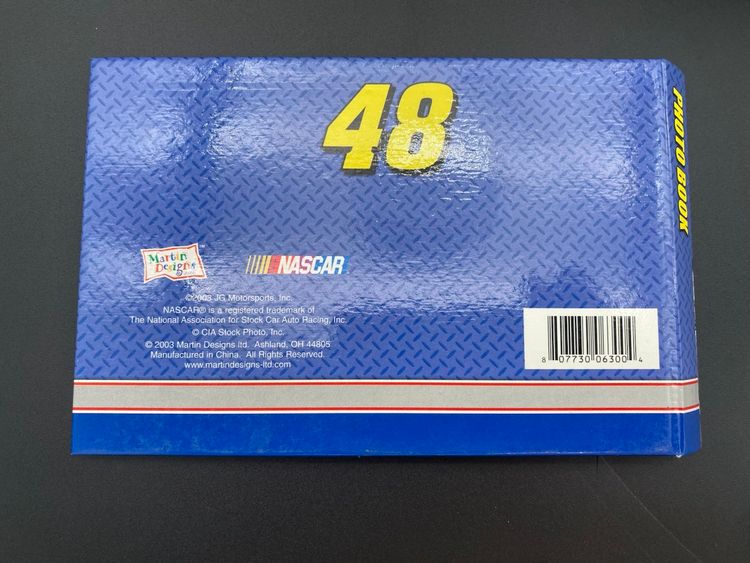 48
PHOTO BOOK
Martin
Designs
NASCAR
©2003 JG Motorsports, Inc.
NASCAR® is a registered trademark of
The National Association for Stock Car Auto Racing, Inc.
© CIA Stock Photo, Inc.
© 2003 Martin Designs ltd. Ashland, OH 44805
Manufactured in China. All Rights Reserved.
www.martindesigns-ltd.com
8 07730 06300 4